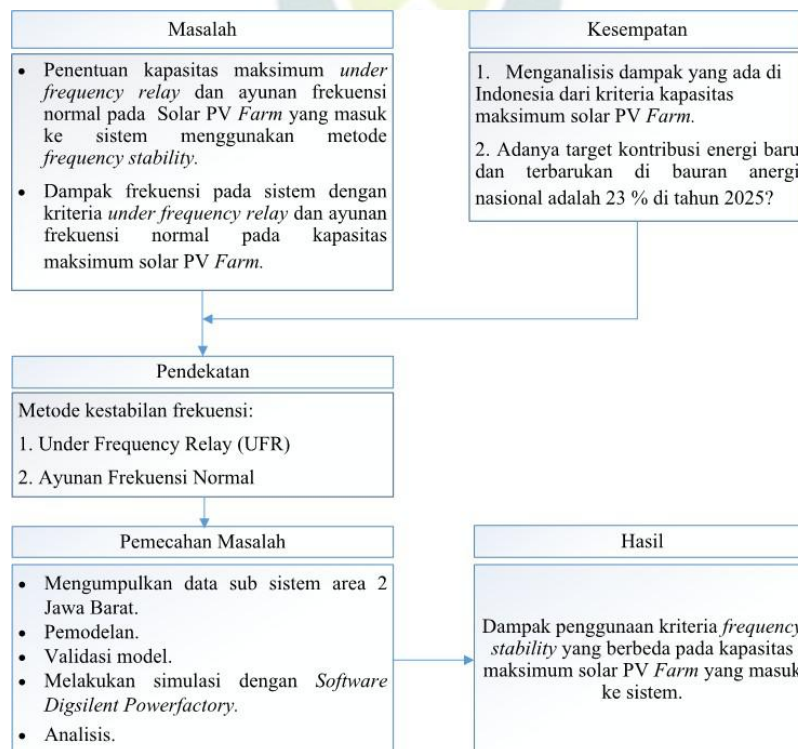 Masalah
• Penentuan kapasitas maksimum under
frequency relay dan ayunan frekuensi
normal pada Solar PV Farm yang masuk
ke sistem menggunakan metode
frequency stability.
• Dampak frekuensi pada sistem dengan
kriteria under frequency relay dan ayunan
frekuensi normal pada kapasitas
maksimum solar PV Farm.
Kesempatan
1. Menganalisis dampak yang ada di
Indonesia dari kriteria kapasitas
maksimum solar PV Farm.
2. Adanya target kontribusi energi baru
dan terbarukan di bauran anergi
nasional adalah 23 % di tahun 2025?
Pendekatan
Metode kestabilan frekuensi:
1. Under Frequency Relay (UFR)
2. Ayunan Frekuensi Normal
Pemecahan Masalah
• Mengumpulkan data sub sistem area 2
Jawa Barat.
• Pemodelan.
• Validasi model.
• Melakukan simulasi dengan Software
Digsilent Powerfactory.
• Analisis.
Hasil
Dampak penggunaan kriteria frequency
stability yang berbeda pada kapasitas
maksimum solar PV Farm yang masuk
ke sistem.